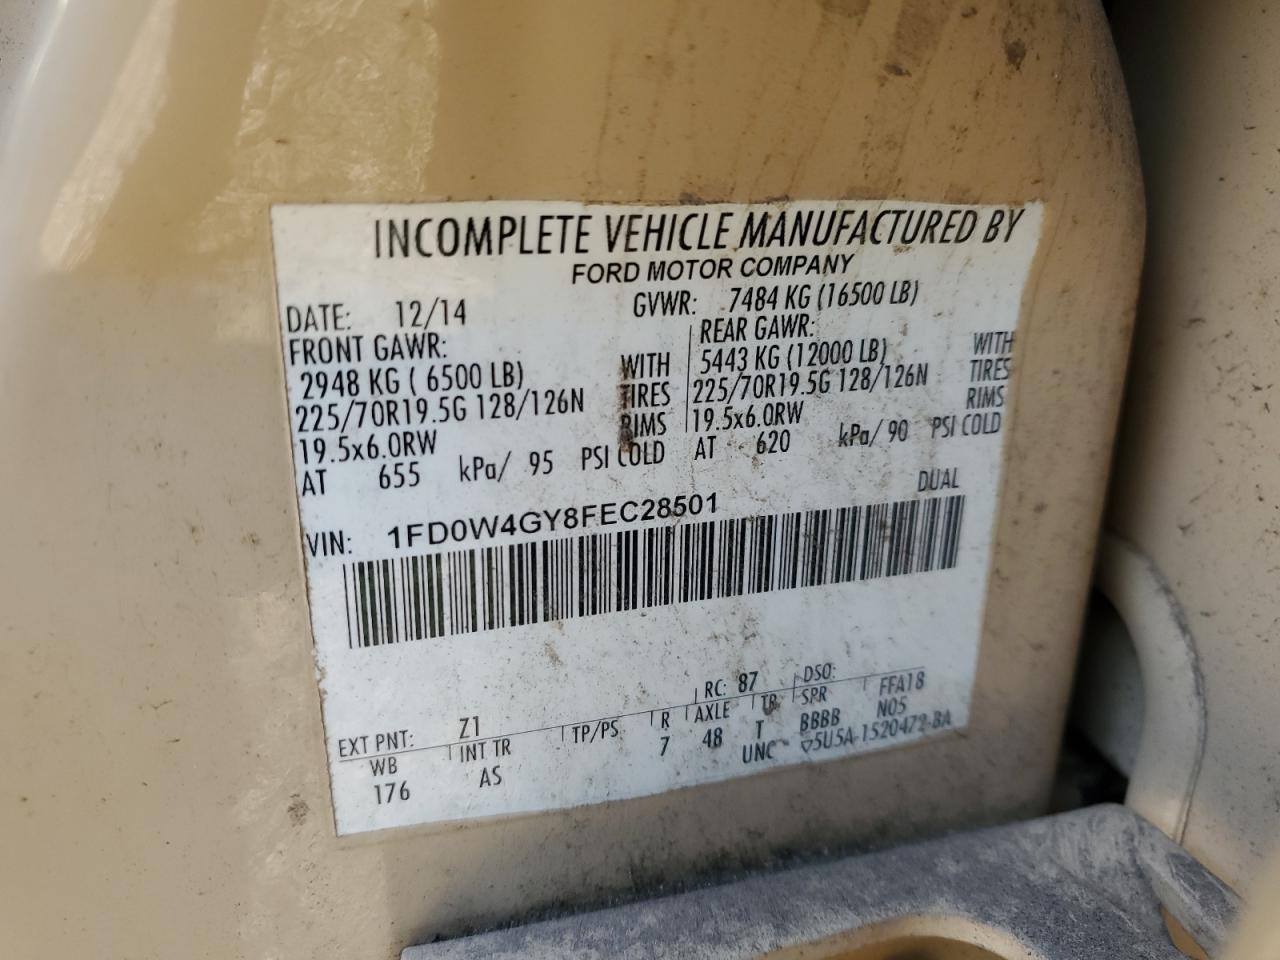 INCOMPLETE VEHICLE MANUFACTURED BY
FORD MOTOR COMPANY
DATE: 12/14 GVWR: 7484 KG (16500 LB)
FRONT GAWR: REAR GAWR:
2948 KG ( 6500 LB) WITH 5443 KG (12000 LB) WITH
225/70R19.5G 128/126N TIRES 225/70R19.5G 128/126N TIRES
19.5x6.0RW RIMS 19.5x6.0RW RIMS
AT 655 kPa/ 95 PSI COLD AT 620 kPa/ 90 PSI COLD
VIN: 1FD0W4GY8FEC28501 DUAL
RC: 87 DSO:
EXT PNT: Z1 FFA18
WB INT TR TP/PS R AXLE TR SPR
176 AS 7 48 T BBBB N05
UNC ▽5U5A-1520472-BA